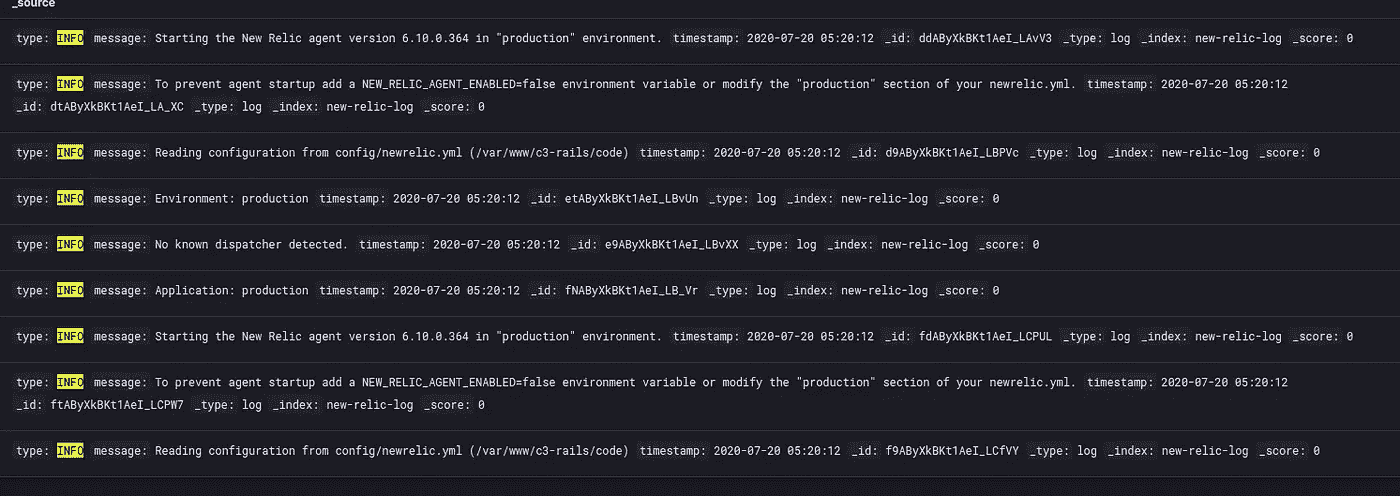 _source
type: INFO message: Starting the New Relic agent version 6.10.0.364 in "production" environment. timestamp: 2020-07-20 05:20:12 _id: ddAByXkBKt1AeI_LAvV3 _type: log _index: new-relic-log _score: 0
type: INFO message: To prevent agent startup add a NEW_RELIC_AGENT_ENABLED=false environment variable or modify the "production" section of your newrelic.yml. timestamp: 2020-07-20 05:20:12
_id: dtAByXkBKt1AeI_LA_XC _type: log _index: new-relic-log _score: 0
type: INFO message: Reading configuration from config/newrelic.yml (/var/www/c3-rails/code) timestamp: 2020-07-20 05:20:12 _id: d9AByXkBKt1AeI_LBPVc _type: log _index: new-relic-log _score: 0
type: INFO message: Environment: production timestamp: 2020-07-20 05:20:12 _id: etAByXkBKt1AeI_LBvUn _type: log _index: new-relic-log _score: 0
type: INFO message: No known dispatcher detected. timestamp: 2020-07-20 05:20:12 _id: e9AByXkBKt1AeI_LBvXX _type: log _index: new-relic-log _score: 0
type: INFO message: Application: production timestamp: 2020-07-20 05:20:12 _id: fNAByXkBKt1AeI_LB_Vr _type: log _index: new-relic-log _score: 0
type: INFO message: Starting the New Relic agent version 6.10.0.364 in "production" environment. timestamp: 2020-07-20 05:20:12 _id: fdAByXkBKt1AeI_LCPUL _type: log _index: new-relic-log _score: 0
type: INFO message: To prevent agent startup add a NEW_RELIC_AGENT_ENABLED=false environment variable or modify the "production" section of your newrelic.yml. timestamp: 2020-07-20 05:20:12
_id: ftAByXkBKt1AeI_LCPW7 _type: log _index: new-relic-log _score: 0
type: INFO message: Reading configuration from config/newrelic.yml (/var/www/c3-rails/code) timestamp: 2020-07-20 05:20:12 _id: f9AByXkBKt1AeI_LCfVY _type: log _index: new-relic-log _score: 0